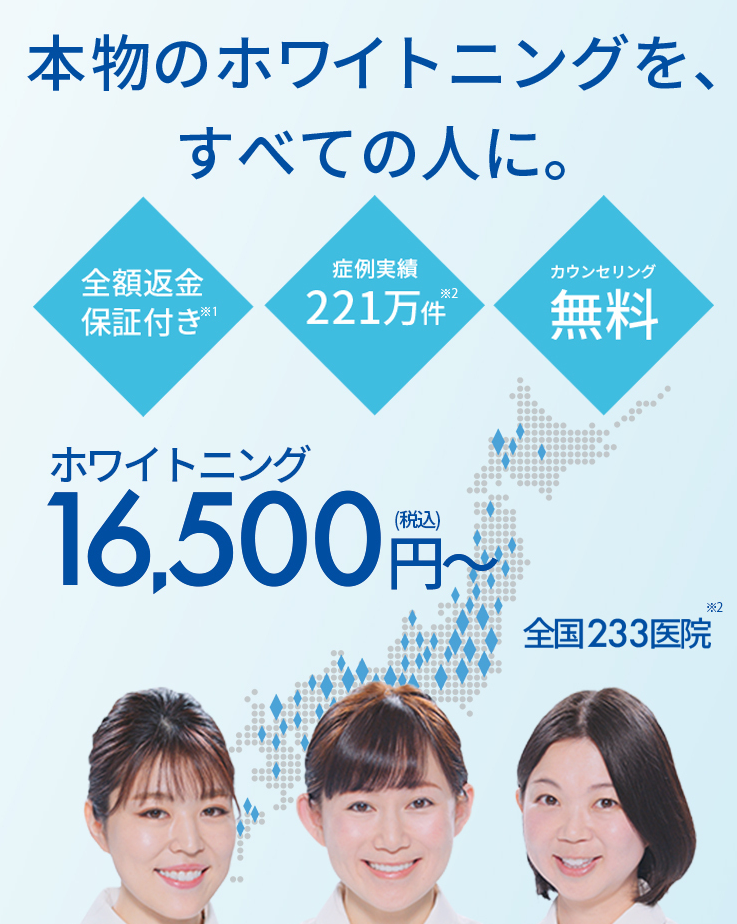 本物のホワイトニングを、
すべての人に。
全額返金
保証付き※1
症例実績
221万件※2
カウンセリング
無料
ホワイトニング
16,500円～(税込)
※2
全国233医院